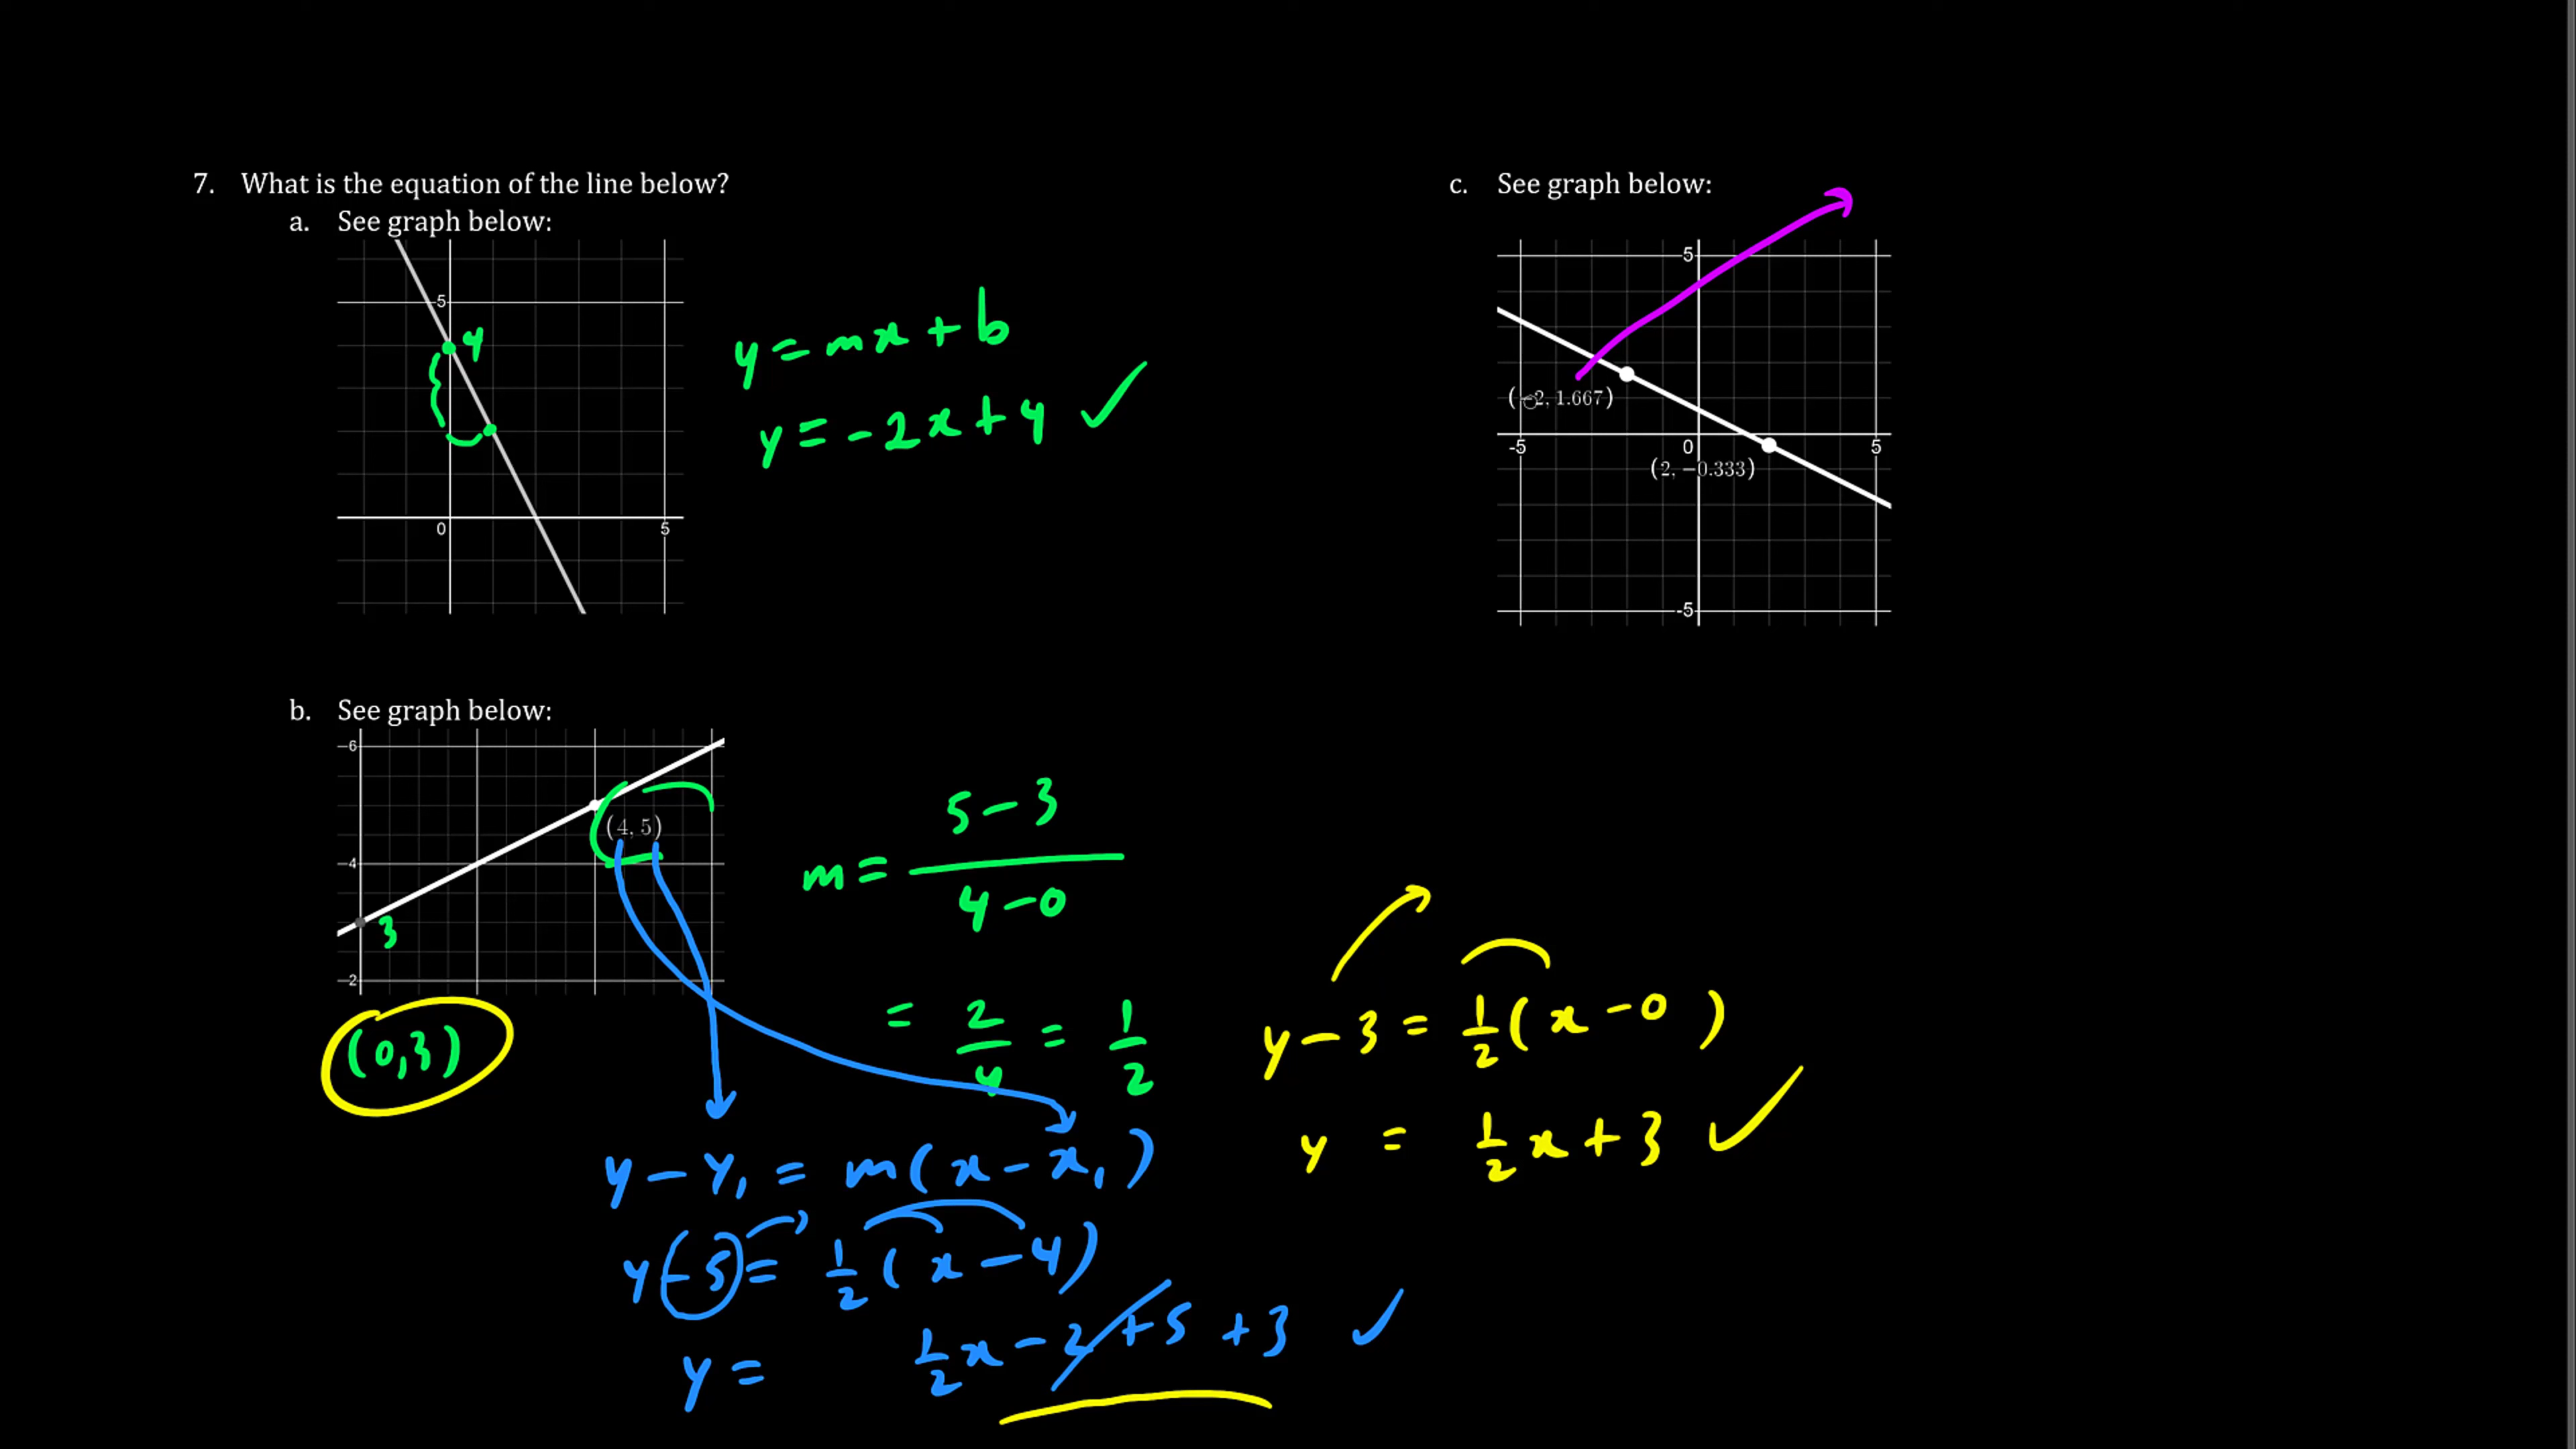 7. What is the equation of the line below?
a. See graph below:
5
4
0
5
y = mx + b
y = -2x + 4 ✓
b. See graph below:
6
(4, 5)
4
3
2
(0,3)
m = 5 - 3 / 4 - 0
= 2/4 = 1/2
y - y₁ = m(x - x₁)
y - 5 = 1/2 (x - 4)
y = 1/2 x - 2 + 5 + 3 ✓
y - 3 = 1/2 (x - 0)
y = 1/2 x + 3 ✓
c. See graph below:
5
(−2, 1.667)
-5
0
5
(2, −0.333)
-5